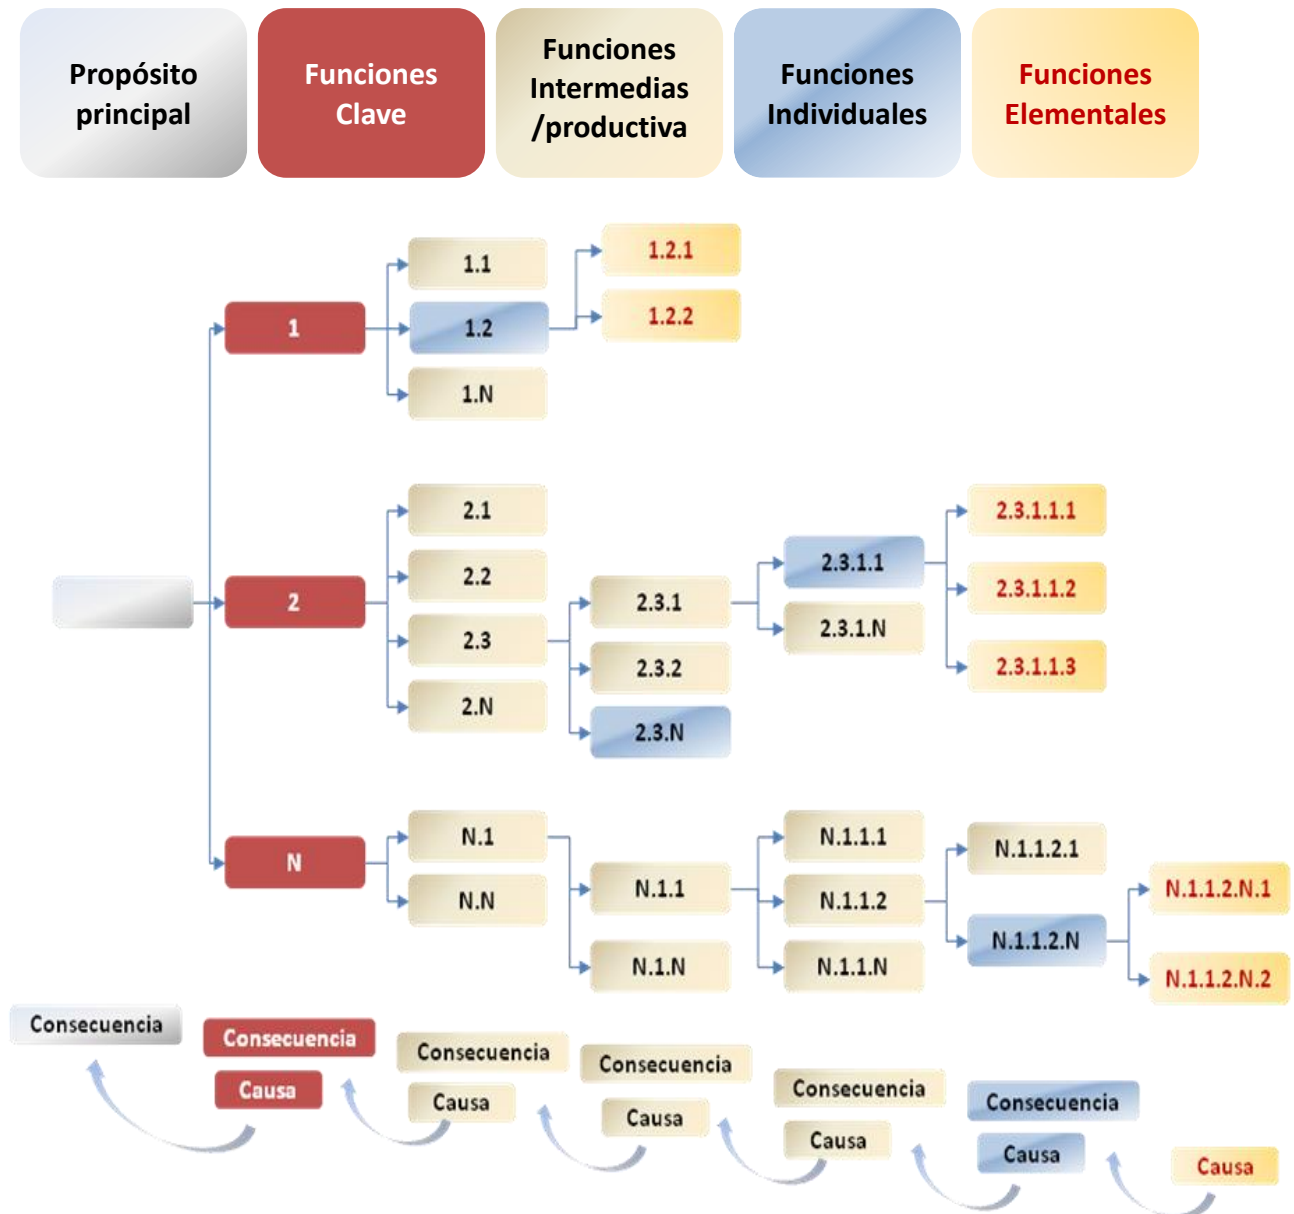 Propósito
principal
Funciones
Clave
Funciones
Intermedias
/productiva
Funciones
Individuales
Funciones
Elementales
1
1.1
1.2
1.N
1.2.1
1.2.2
2
2.1
2.2
2.3
2.N
2.3.1
2.3.2
2.3.N
2.3.1.1
2.3.1.N
2.3.1.1.1
2.3.1.1.2
2.3.1.1.3
N
N.1
N.N
N.1.1
N.1.N
N.1.1.1
N.1.1.2
N.1.1.N
N.1.1.2.1
N.1.1.2.N
N.1.1.2.N.1
N.1.1.2.N.2
Consecuencia
Consecuencia
Causa
Consecuencia
Causa
Consecuencia
Causa
Consecuencia
Causa
Consecuencia
Causa
Causa